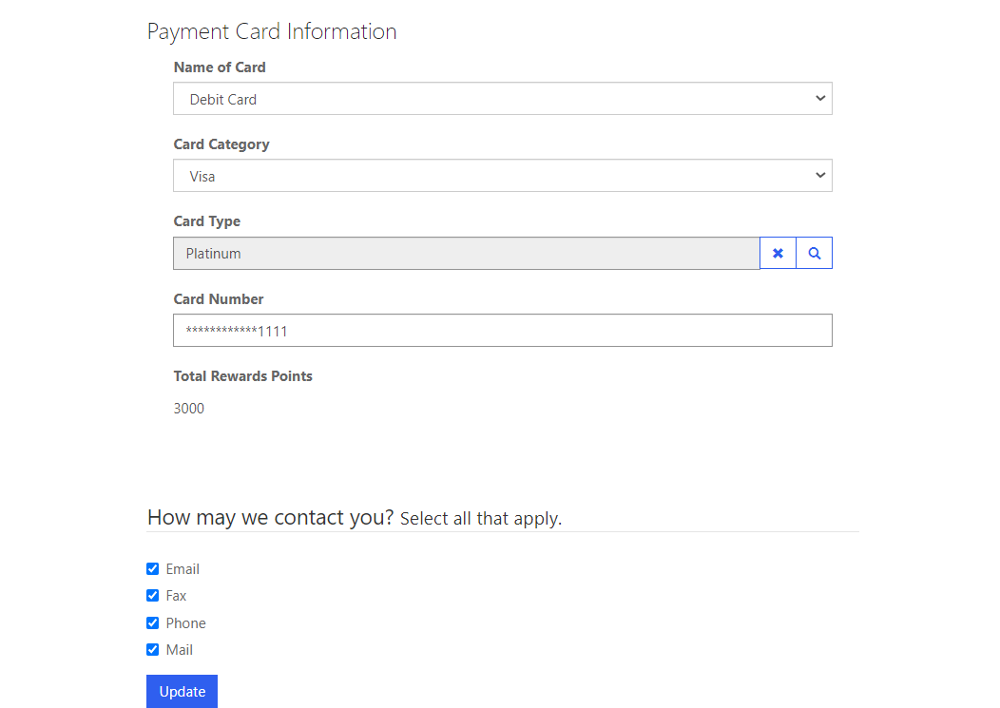 Payment Card Information
Name of Card
Debit Card
Card Category
Visa
Card Type
Platinum
Card Number
************1111
Total Rewards Points
3000
How may we contact you? Select all that apply.
Email
Fax
Phone
Mail
Update